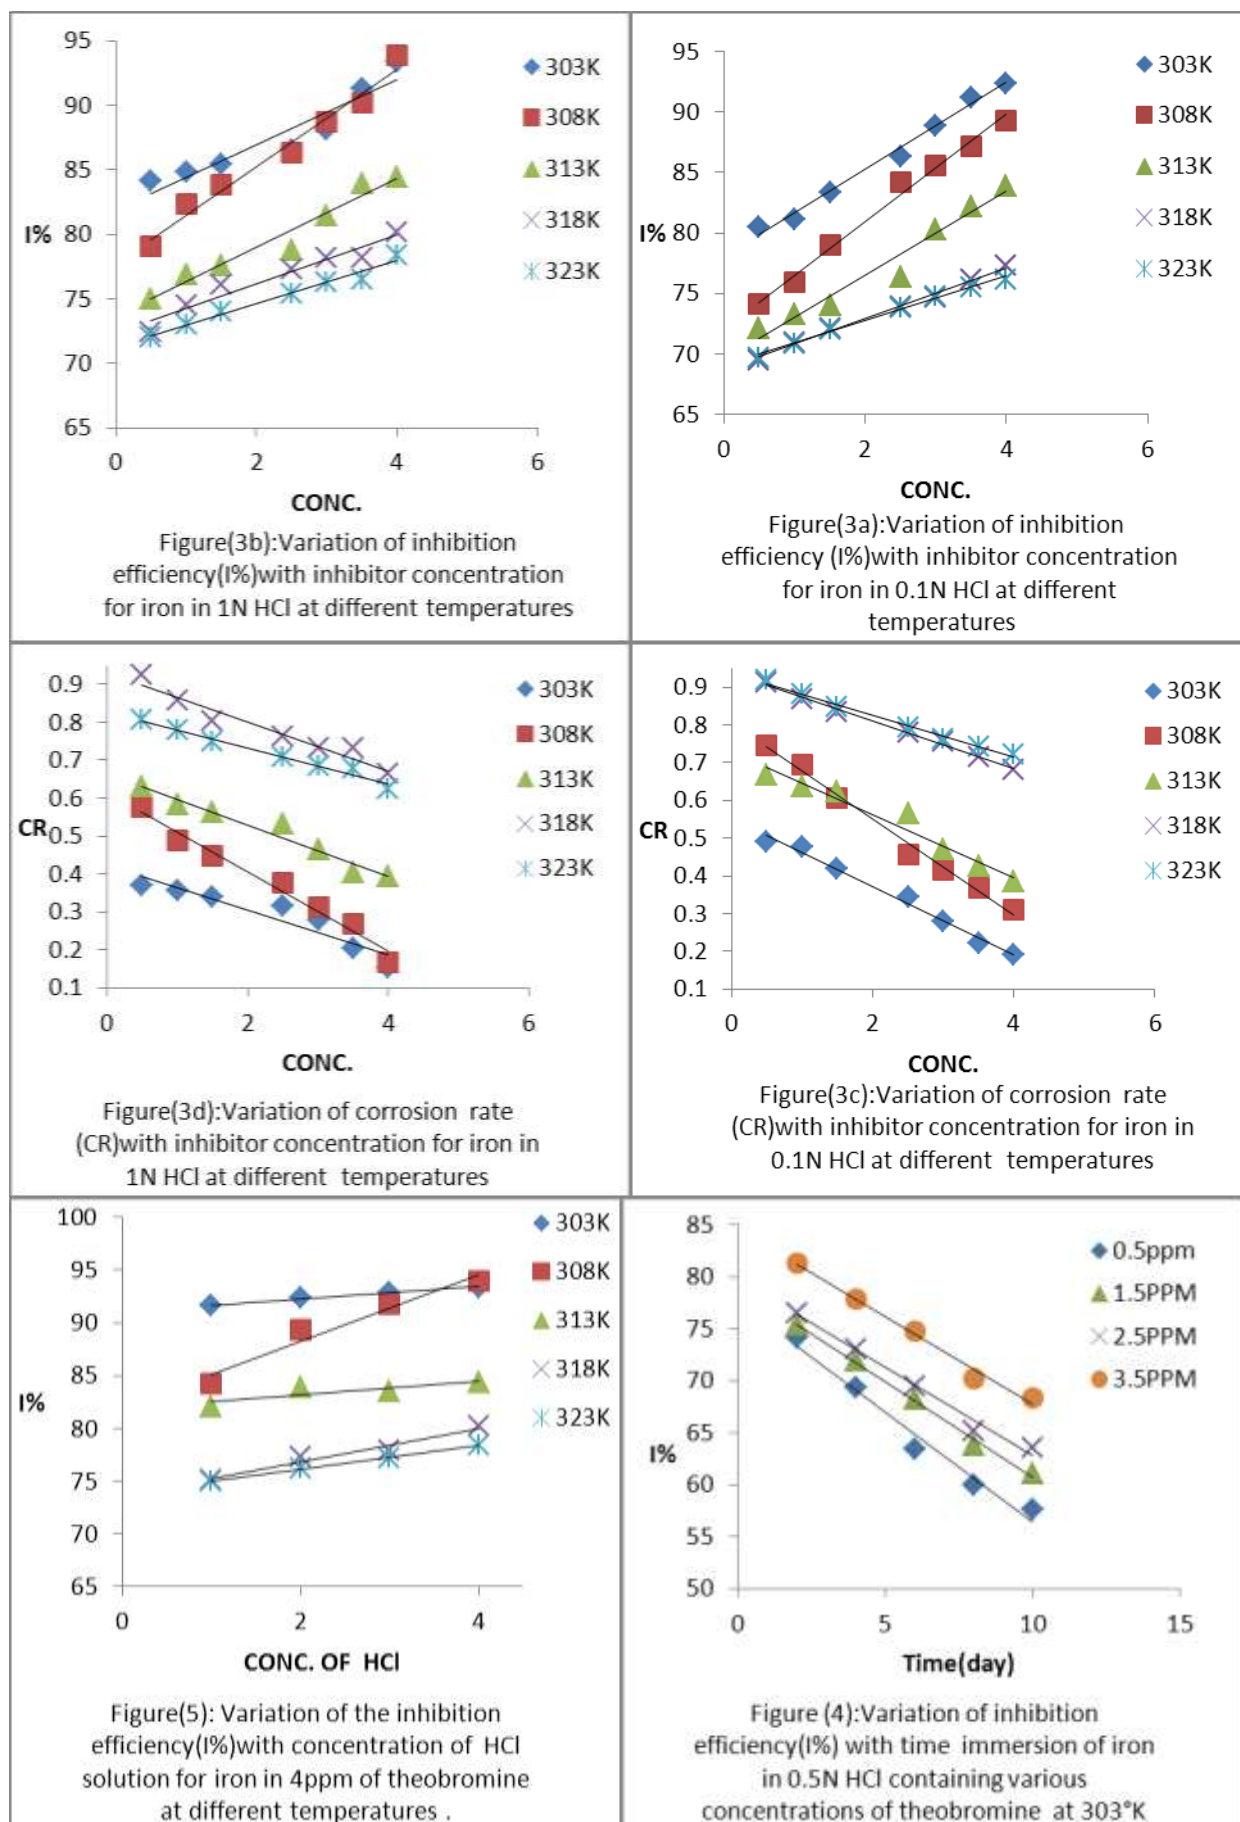 95
90
85
80
75
70
65
I%
0 2 4 6
CONC.
303K
308K
313K
318K
323K
Figure(3b):Variation of inhibition
efficiency(I%)with inhibitor concentration
for iron in 1N HCl at different temperatures
95
90
85
80
75
70
65
I%
0 2 4 6
CONC.
303K
308K
313K
318K
323K
Figure(3a):Variation of inhibition
efficiency (I%)with inhibitor concentration
for iron in 0.1N HCl at different
temperatures
0.9
0.8
0.7
0.6
0.5
0.4
0.3
0.2
0.1
CR
0 2 4 6
CONC.
303K
308K
313K
318K
323K
Figure(3d):Variation of corrosion rate
(CR)with inhibitor concentration for iron in
1N HCl at different temperatures
0.9
0.8
0.7
0.6
0.5
0.4
0.3
0.2
0.1
CR
0 2 4 6
CONC.
303K
308K
313K
318K
323K
Figure(3c):Variation of corrosion rate
(CR)with inhibitor concentration for iron in
0.1N HCl at different temperatures
100
95
90
85
80
75
70
65
I%
0 2 4
CONC. OF HCl
303K
308K
313K
318K
323K
Figure(5): Variation of the inhibition
efficiency(I%)with concentration of HCl
solution for iron in 4ppm of theobromine
at different temperatures .
85
80
75
70
65
60
55
50
I%
0 5 10 15
Time(day)
0.5ppm
1.5PPM
2.5PPM
3.5PPM
Figure (4):Variation of inhibition
efficiency(I%) with time immersion of iron
in 0.5N HCl containing various
concentrations of theobromine at 303°K